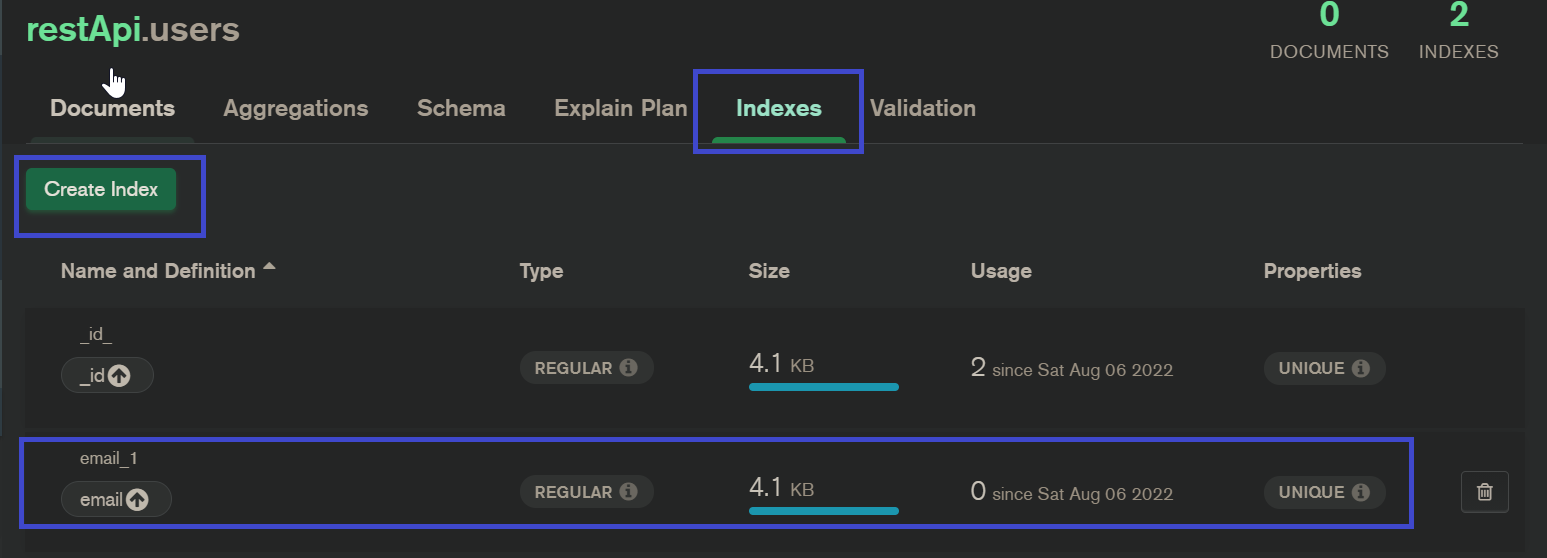 restApi.users
0
2
DOCUMENTS
INDEXES
Documents Aggregations Schema Explain Plan Indexes Validation
Create Index
Name and Definition Type Size Usage Properties
_id_
_id REGULAR 4.1 KB 2 since Sat Aug 06 2022 UNIQUE
email_1
email REGULAR 4.1 KB 0 since Sat Aug 06 2022 UNIQUE